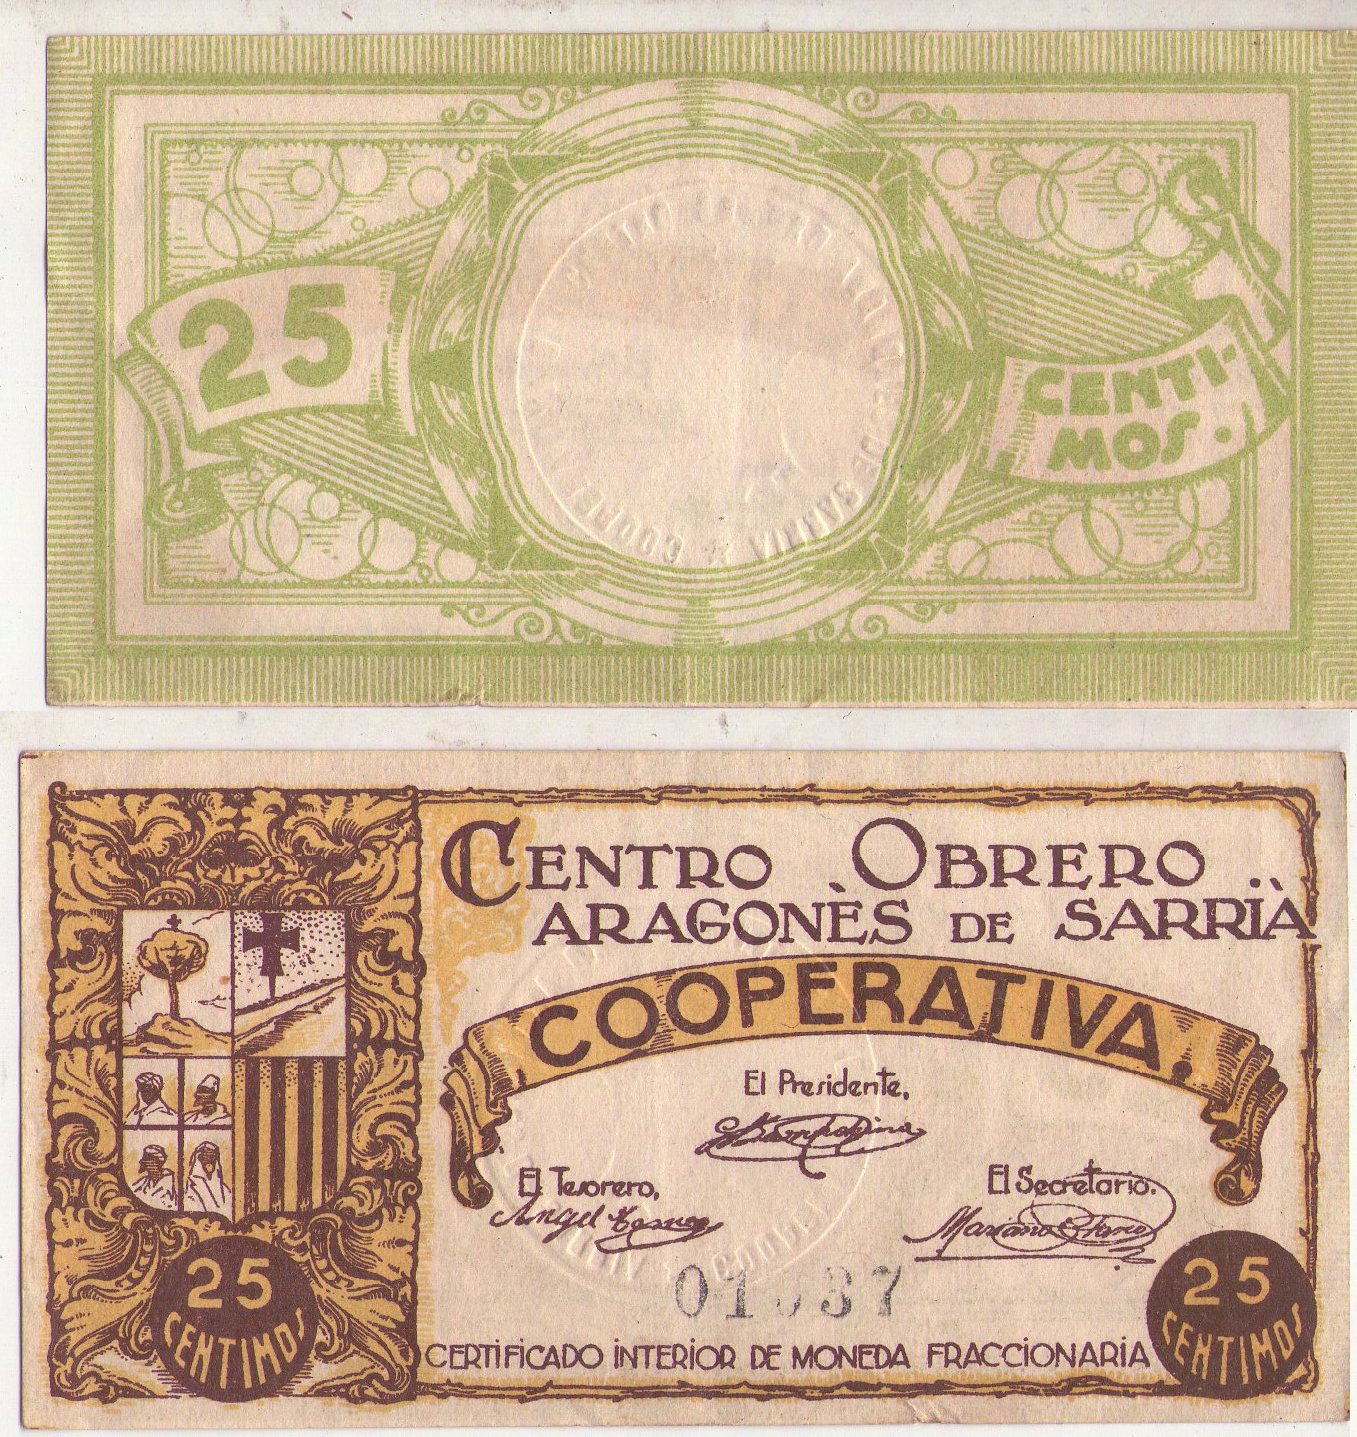 25
CENTI-
MOS.
CENTRO OBRERO
ARAGONÈS DE SARRIÀ
COOPERATIVA.
El Presidente,
El Tesorero,
El Secretario.
Angel
Mariano
25
CENTIMOS
25
CENTIMOS
CERTIFICADO INTERIOR DE MONEDA FRACCIONARIA